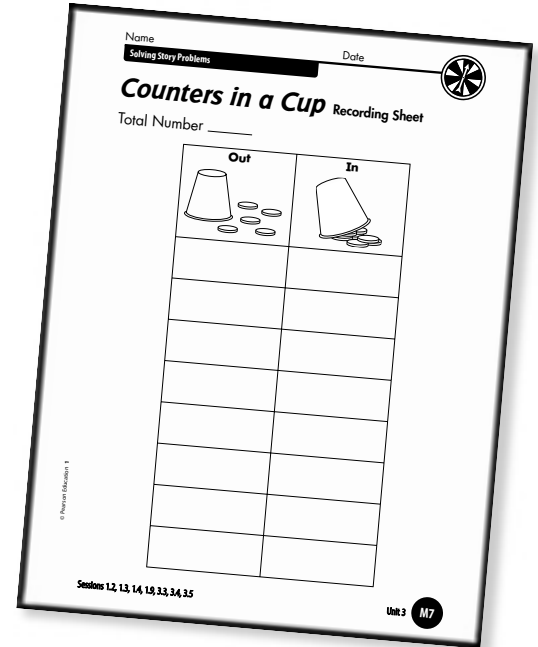 Name
Date
Solving Story Problems
Counters in a Cup Recording Sheet
Total Number ______
Out
In
© Pearson Education 1
Sessions 1.2, 1.3, 1.4, 1.9, 3.3, 3.4, 3.5
Unit 3
M7